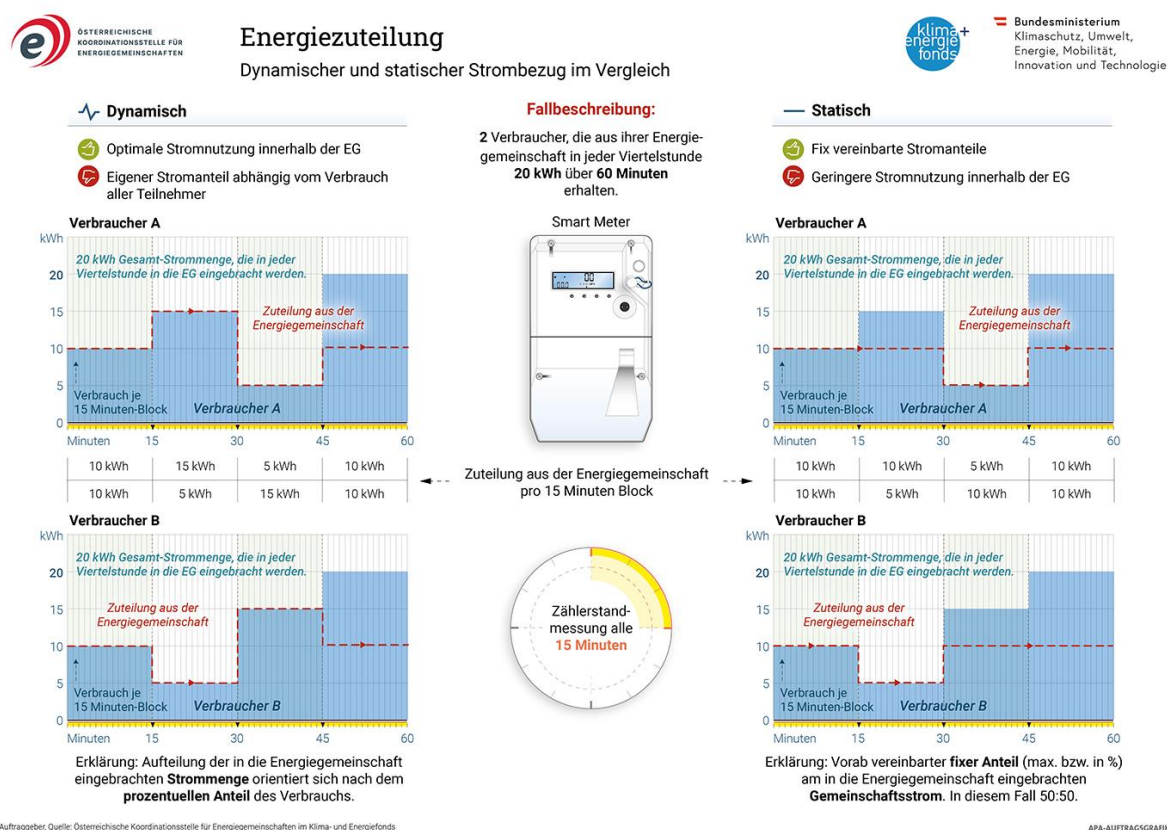 ÖSTERREICHISCHE
KOORDINATIONSSTELLE FÜR
ENERGIEGEMEINSCHAFTEN
Energiezuteilung
Dynamischer und statischer Strombezug im Vergleich
klima+
energie
fonds
Bundesministerium
Klimaschutz, Umwelt,
Energie, Mobilität,
Innovation und Technologie
Dynamisch
Optimale Stromnutzung innerhalb der EG
Eigener Stromanteil abhängig vom Verbrauch
aller Teilnehmer
Fallbeschreibung:
2 Verbraucher, die aus ihrer Energie-
gemeinschaft in jeder Viertelstunde
20 kWh über 60 Minuten
erhalten.
Statisch
Fix vereinbarte Stromanteile
Geringere Stromnutzung innerhalb der EG
Verbraucher A
kWh
20
15
10
5
0
20 kWh Gesamt-Strommenge, die in jeder
Viertelstunde in die EG eingebracht werden.
Zuteilung aus der
Energiegemeinschaft
Verbrauch je
15 Minuten-Block
Verbraucher A
Minuten 15 30 45 60
Smart Meter
Verbraucher A
kWh
20
15
10
5
0
20 kWh Gesamt-Strommenge, die in jeder
Viertelstunde in die EG eingebracht werden.
Zuteilung aus der
Energiegemeinschaft
Verbrauch je
15 Minuten-Block
Verbraucher A
Minuten 15 30 45 60
10 kWh 15 kWh 5 kWh 10 kWh
10 kWh 5 kWh 15 kWh 10 kWh
Zuteilung aus der Energiegemeinschaft
pro 15 Minuten Block
10 kWh 10 kWh 5 kWh 10 kWh
10 kWh 5 kWh 10 kWh 10 kWh
Verbraucher B
kWh
20
15
10
5
0
20 kWh Gesamt-Strommenge, die in jeder
Viertelstunde in die EG eingebracht werden.
Zuteilung aus der
Energiegemeinschaft
Verbrauch je
15 Minuten-Block
Verbraucher B
Minuten 15 30 45 60
Zählerstand-
messung alle
15 Minuten
Verbraucher B
kWh
20
15
10
5
0
20 kWh Gesamt-Strommenge, die in jeder
Viertelstunde in die EG eingebracht werden.
Zuteilung aus der
Energiegemeinschaft
Verbrauch je
15 Minuten-Block
Verbraucher B
Minuten 15 30 45 60
Erklärung: Aufteilung der in die Energiegemeinschaft
eingebrachten Strommenge orientiert sich nach dem
prozentuellen Anteil des Verbrauchs.
Erklärung: Vorab vereinbarter fixer Anteil (max. bzw. in %)
am in die Energiegemeinschaft eingebrachten
Gemeinschaftsstrom. In diesem Fall 50:50.
Auftraggeber, Quelle: Österreichische Koordinationsstelle für Energiegemeinschaften im Klima- und Energiefonds
APA-AUFTRAGSGRAFIK